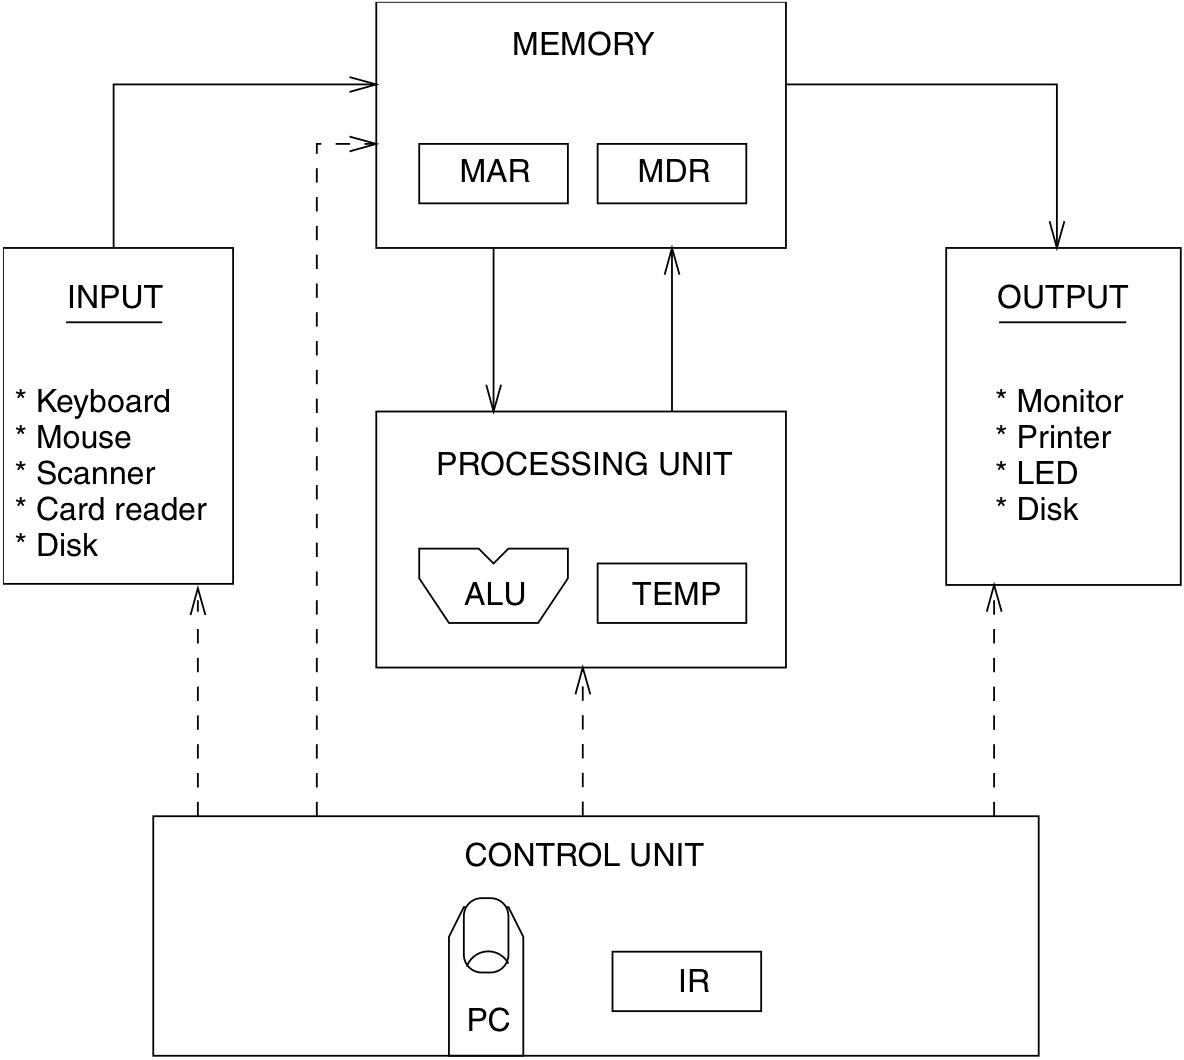 MEMORY
MAR
MDR
INPUT
* Keyboard
* Mouse
* Scanner
* Card reader
* Disk
OUTPUT
* Monitor
* Printer
* LED
* Disk
PROCESSING UNIT
ALU
TEMP
CONTROL UNIT
PC
IR